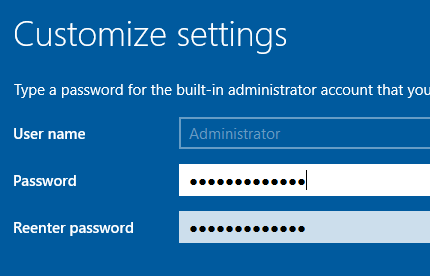 Customize settings
Type a password for the built-in administrator account that you
User name
Administrator
Password
●●●●●●●●●●●●●
Reenter password
●●●●●●●●●●●●●